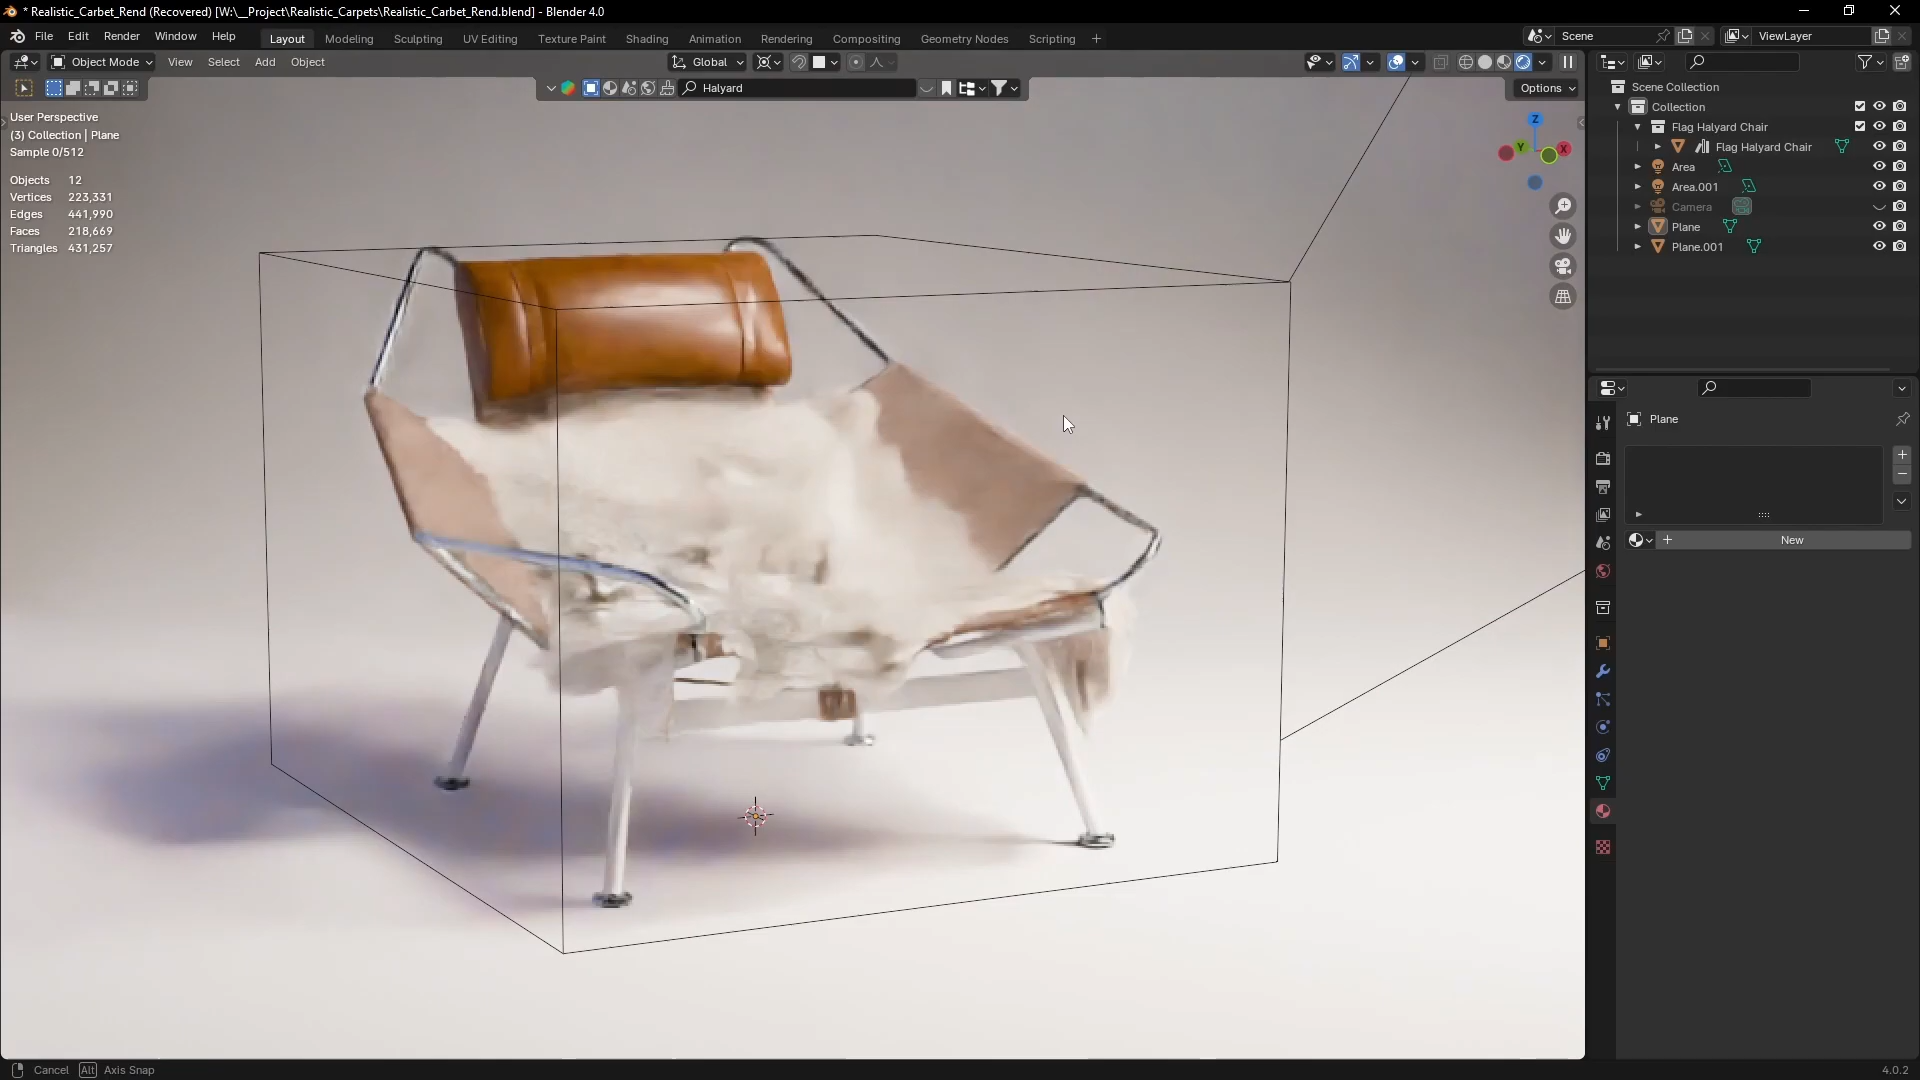 * Realistic_Carbet_Rend (Recovered) [W:\__Project\Realistic_Carpets\Realistic_Carbet_Rend.blend] - Blender 4.0
File Edit Render Window Help Layout Modeling Sculpting UV Editing Texture Paint Shading Animation Rendering Compositing Geometry Nodes Scripting + Scene ViewLayer
Object Mode View Select Add Object Global
Halyard Options
User Perspective
(3) Collection | Plane
Sample 0/512
Objects 12
Vertices 223,331
Edges 441,990
Faces 218,669
Triangles 431,257
Z
Y
X
Scene Collection
Collection
Flag Halyard Chair
Flag Halyard Chair
Area
Area.001
Camera
Plane
Plane.001
Plane
New
Cancel Alt Axis Snap 4.0.2